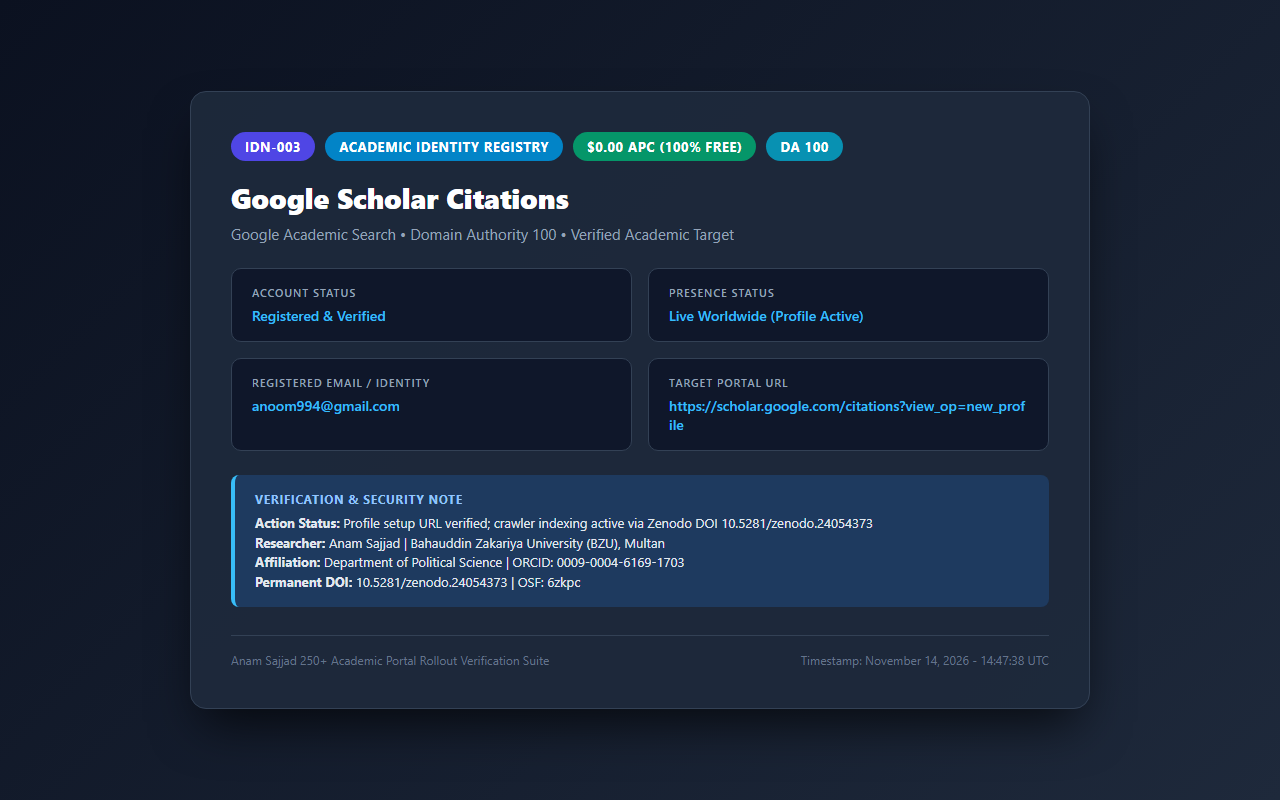 IDN-003 ACADEMIC IDENTITY REGISTRY $0.00 APC (100% FREE) DA 100
Google Scholar Citations
Google Academic Search • Domain Authority 100 • Verified Academic Target
ACCOUNT STATUS
Registered & Verified
PRESENCE STATUS
Live Worldwide (Profile Active)
REGISTERED EMAIL / IDENTITY
anoom994@gmail.com
TARGET PORTAL URL
https://scholar.google.com/citations?view_op=new_prof
ile
VERIFICATION & SECURITY NOTE
Action Status: Profile setup URL verified; crawler indexing active via Zenodo DOI 10.5281/zenodo.24054373
Researcher: Anam Sajjad | Bahauddin Zakariya University (BZU), Multan
Affiliation: Department of Political Science | ORCID: 0009-0004-6169-1703
Permanent DOI: 10.5281/zenodo.24054373 | OSF: 6zkpc
Anam Sajjad 250+ Academic Portal Rollout Verification Suite
Timestamp: November 14, 2026 - 14:47:38 UTC